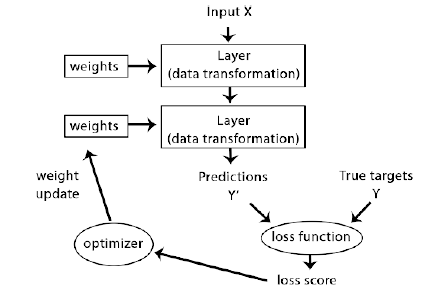 Input X
Layer
(data transformation)
weights
Layer
(data transformation)
weights
Predictions
Y'
True targets
Y
weight
update
loss function
optimizer
loss score